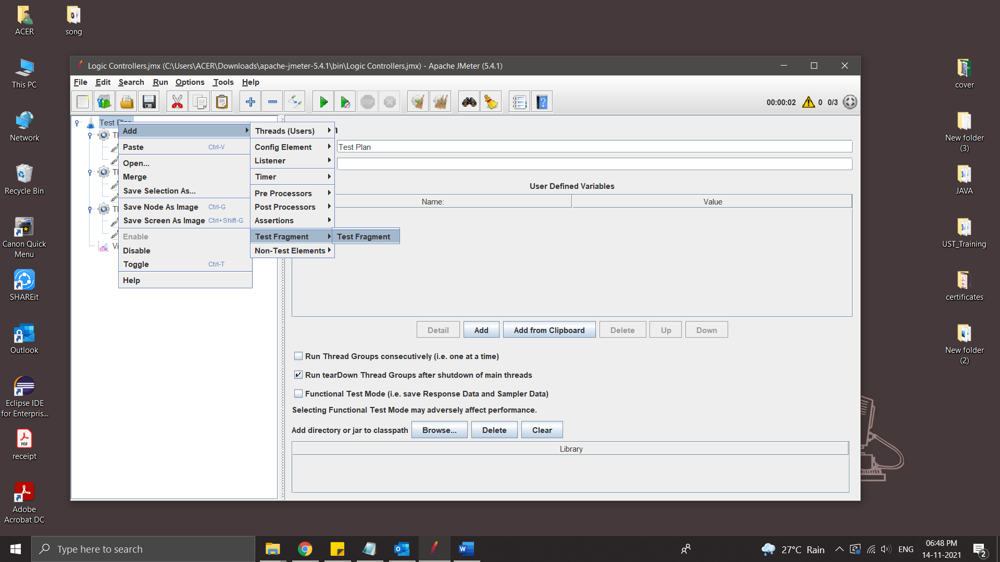 ACER
song
This PC
Network
Recycle Bin
Canon Quick
Menu
SHAREit
Outlook
Eclipse IDE
for Enterpris...
receipt
Adobe
Acrobat DC
Logic Controllers.jmx (C:\Users\ACER\Downloads\apache-jmeter-5.4.1\bin\Logic Controllers.jmx) - Apache JMeter (5.4.1)
File Edit Search Run Options Tools Help
STOP
00:00:02 0 0/3
Test
Add
Paste Ctrl-V
Open...
Merge
Save Selection As...
Save Node As Image Ctrl-G
Save Screen As Image Ctrl+Shift-G
Enable
Disable
Toggle Ctrl-T
Help
Threads (Users)
Config Element
Listener
Timer
Pre Processors
Post Processors
Assertions
Test Fragment
Non-Test Elements
Test Fragment
Test Plan
User Defined Variables
Name: Value
Detail Add Add from Clipboard Delete Up Down
Run Thread Groups consecutively (i.e. one at a time)
Run tearDown Thread Groups after shutdown of main threads
Functional Test Mode (i.e. save Response Data and Sampler Data)
Selecting Functional Test Mode may adversely affect performance.
Add directory or jar to classpath Browse... Delete Clear
Library
cover
New folder
(3)
JAVA
UST_Training
certificates
New folder
(2)
Type here to search
27°C Rain
ENG
06:48 PM
14-11-2021
2